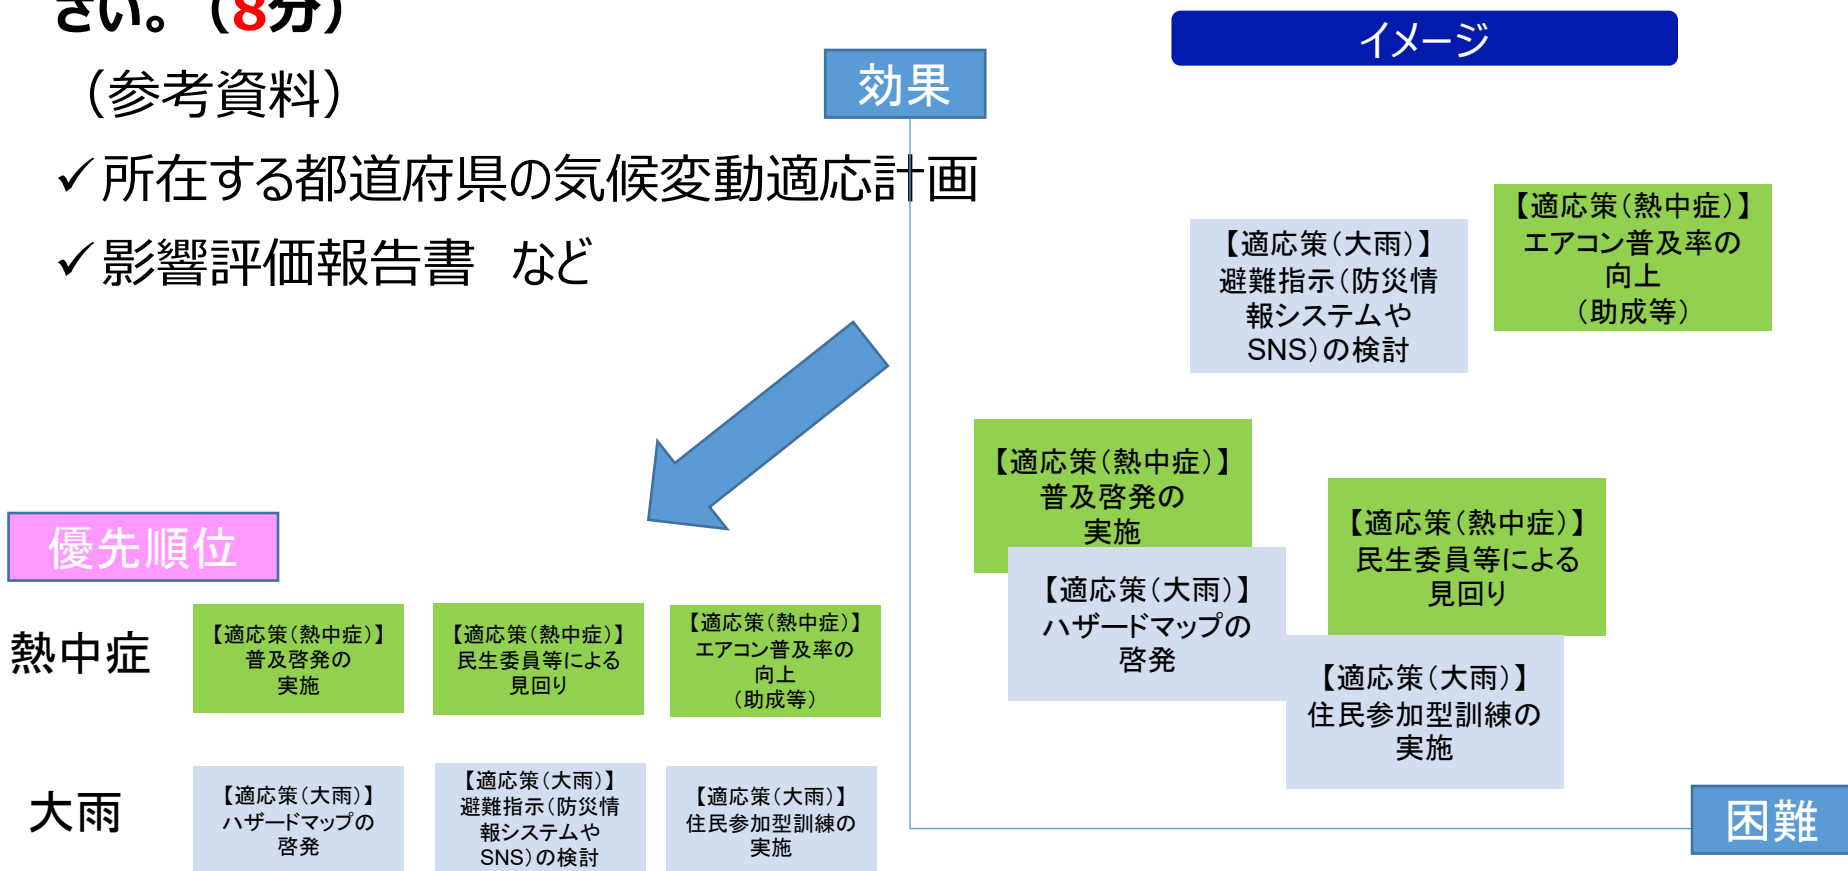 さい。（8分）
（参考資料）
✓所在する都道府県の気候変動適応計画
✓影響評価報告書　など
イメージ
効果
【適応策（熱中症）】
エアコン普及率の
向上
（助成等）
【適応策（大雨）】
避難指示（防災情
報システムや
SNS）の検討
【適応策（熱中症）】
普及啓発の
実施
【適応策（熱中症）】
民生委員等による
見回り
【適応策（大雨）】
ハザードマップの
啓発
【適応策（大雨）】
住民参加型訓練の
実施
困難
優先順位
熱中症
【適応策（熱中症）】
普及啓発の
実施
【適応策（熱中症）】
民生委員等による
見回り
【適応策（熱中症）】
エアコン普及率の
向上
（助成等）
大雨
【適応策（大雨）】
ハザードマップの
啓発
【適応策（大雨）】
避難指示（防災情
報システムや
SNS）の検討
【適応策（大雨）】
住民参加型訓練の
実施